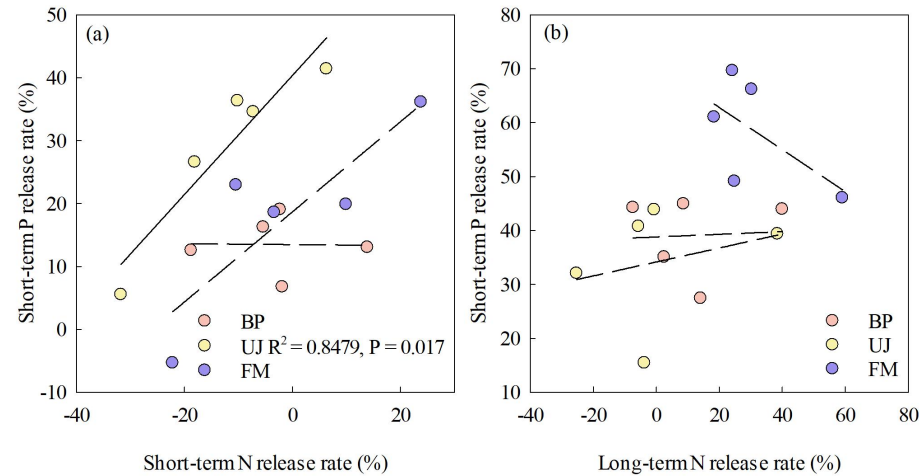 (a)
50
40
30
20
10
0
-10
Short-term P release rate (%)
BP
UJ R² = 0.8479, P = 0.017
FM
-40 -20 0 20
Short-term N release rate (%)
(b)
80
70
60
50
40
30
20
10
Short-term P release rate (%)
BP
UJ
FM
-40 -20 0 20 40 60 80
Long-term N release rate (%)